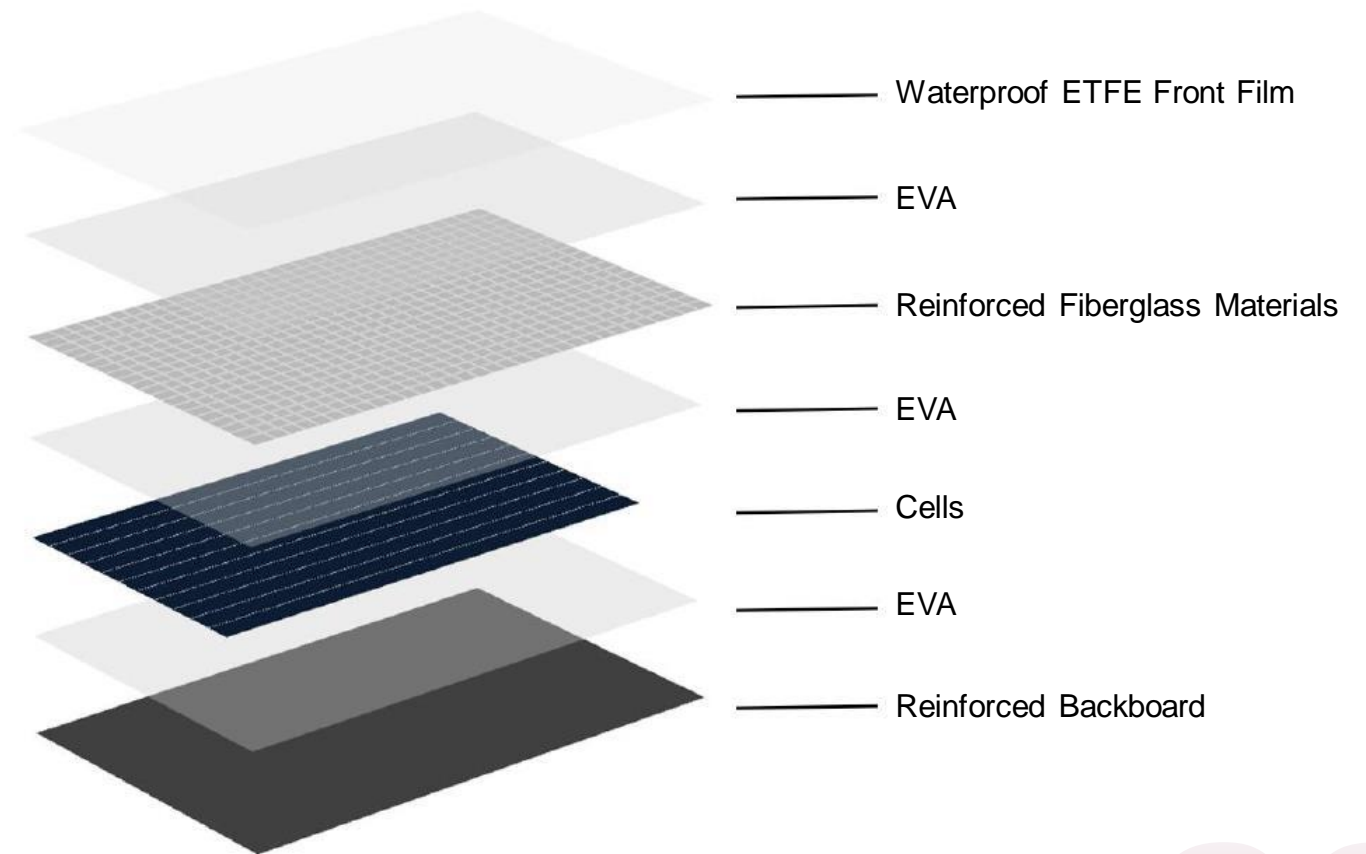 Waterproof ETFE Front Film
EVA
Reinforced Fiberglass Materials
EVA
Cells
EVA
Reinforced Backboard